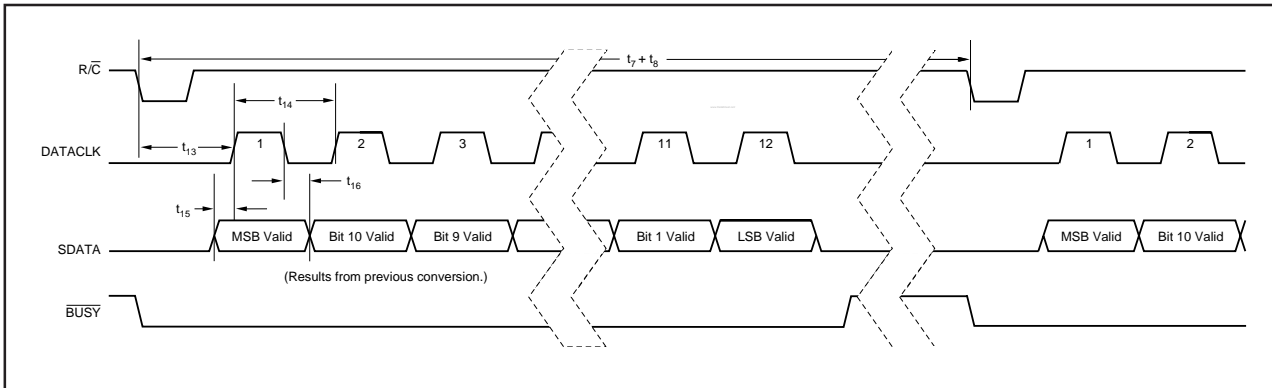 t7 + t8
R/C̅
t14
DATACLK
t13
1
2
3
11
12
1
2
t16
t15
SDATA
MSB Valid
Bit 10 Valid
Bit 9 Valid
Bit 1 Valid
LSB Valid
MSB Valid
Bit 10 Valid
(Results from previous conversion.)
B̅U̅S̅Y̅